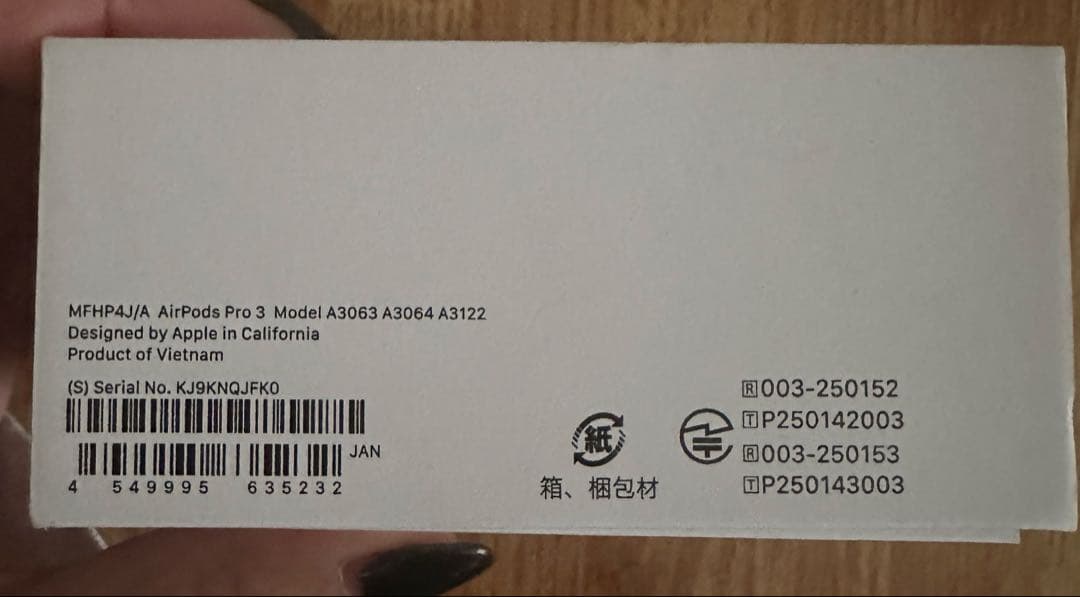 MFHP4J/A AirPods Pro 3 Model A3063 A3064 A3122
Designed by Apple in California
Product of Vietnam
(S) Serial No. KJ9KNQJFK0
JAN
4 549995 635232
紙
箱、梱包材
🅁003-250152
🅃P250142003
🅁003-250153
🅃P250143003